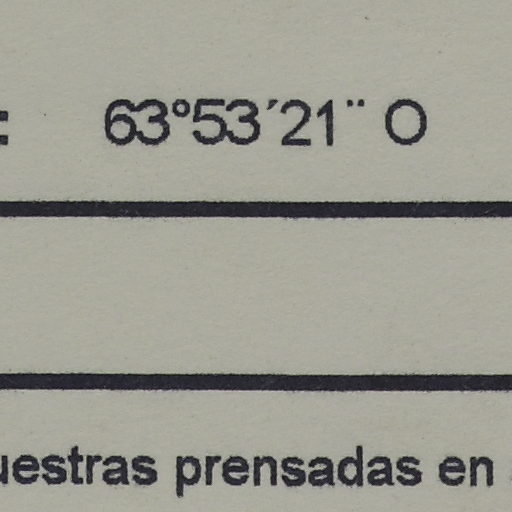 : 63°53´21¨ O
uestras prensadas en